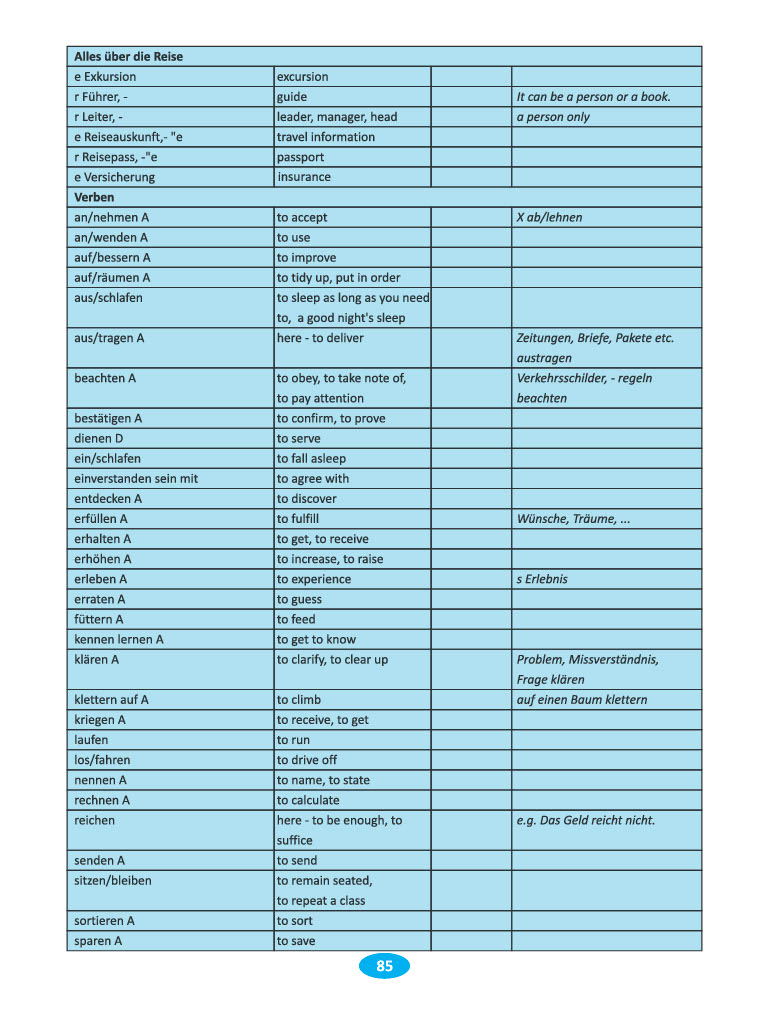 Alles über die Reise
e Exkursion excursion
r Führer, - guide It can be a person or a book.
r Leiter, - leader, manager, head a person only
e Reiseauskunft,- "e travel information
r Reisepass, -"e passport
e Versicherung insurance
Verben
an/nehmen A to accept X ab/lehnen
an/wenden A to use
auf/bessern A to improve
auf/räumen A to tidy up, put in order
aus/schlafen to sleep as long as you need
to, a good night's sleep
aus/tragen A here - to deliver Zeitungen, Briefe, Pakete etc.
austragen
beachten A to obey, to take note of, Verkehrsschilder, - regeln
to pay attention beachten
bestätigen A to confirm, to prove
dienen D to serve
ein/schlafen to fall asleep
einverstanden sein mit to agree with
entdecken A to discover
erfüllen A to fulfill Wünsche, Träume, ...
erhalten A to get, to receive
erhöhen A to increase, to raise
erleben A to experience s Erlebnis
erraten A to guess
füttern A to feed
kennen lernen A to get to know
klären A to clarify, to clear up Problem, Missverständnis,
Frage klären
klettern auf A to climb auf einen Baum klettern
kriegen A to receive, to get
laufen to run
los/fahren to drive off
nennen A to name, to state
rechnen A to calculate
reichen here - to be enough, to e.g. Das Geld reicht nicht.
suffice
senden A to send
sitzen/bleiben to remain seated,
to repeat a class
sortieren A to sort
sparen A to save
85